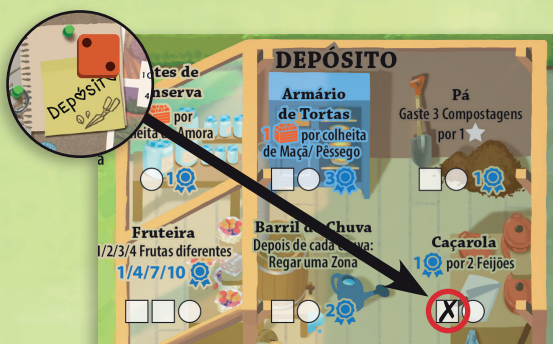 Depósito
DEPÓSITO
tes de
nserva
por
leita de Amora
1
Armário
de Tortas
1 por colheita
de Maçã/Pêssego
3
Pá
Gaste 3 Compostagens
por 1
1
Fruteira
1/2/3/4 Frutas diferentes
1/4/7/10
Barril de Chuva
Depois de cada chuva:
Regar uma Zona
2
Caçarola
1 por 2 Feijões
X